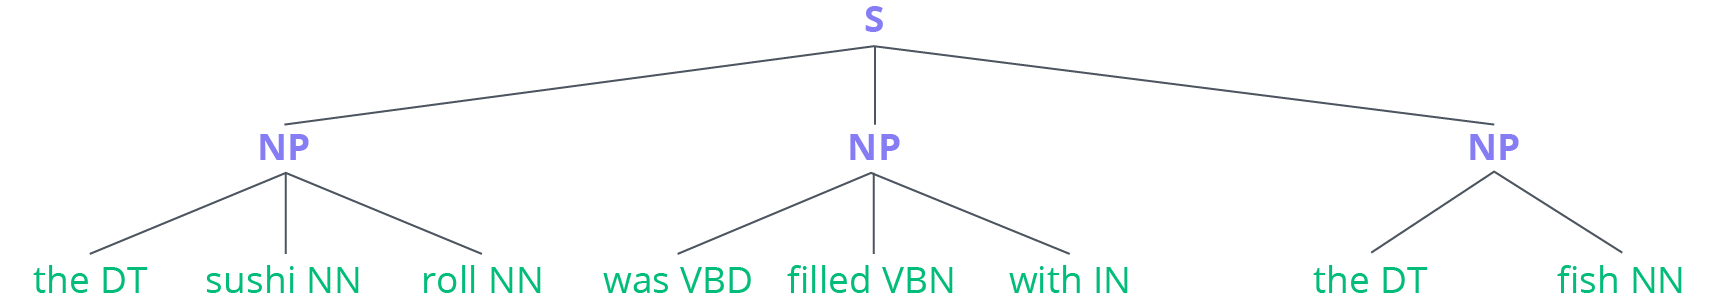 S
NP NP NP
the DT sushi NN roll NN was VBD filled VBN with IN the DT fish NN